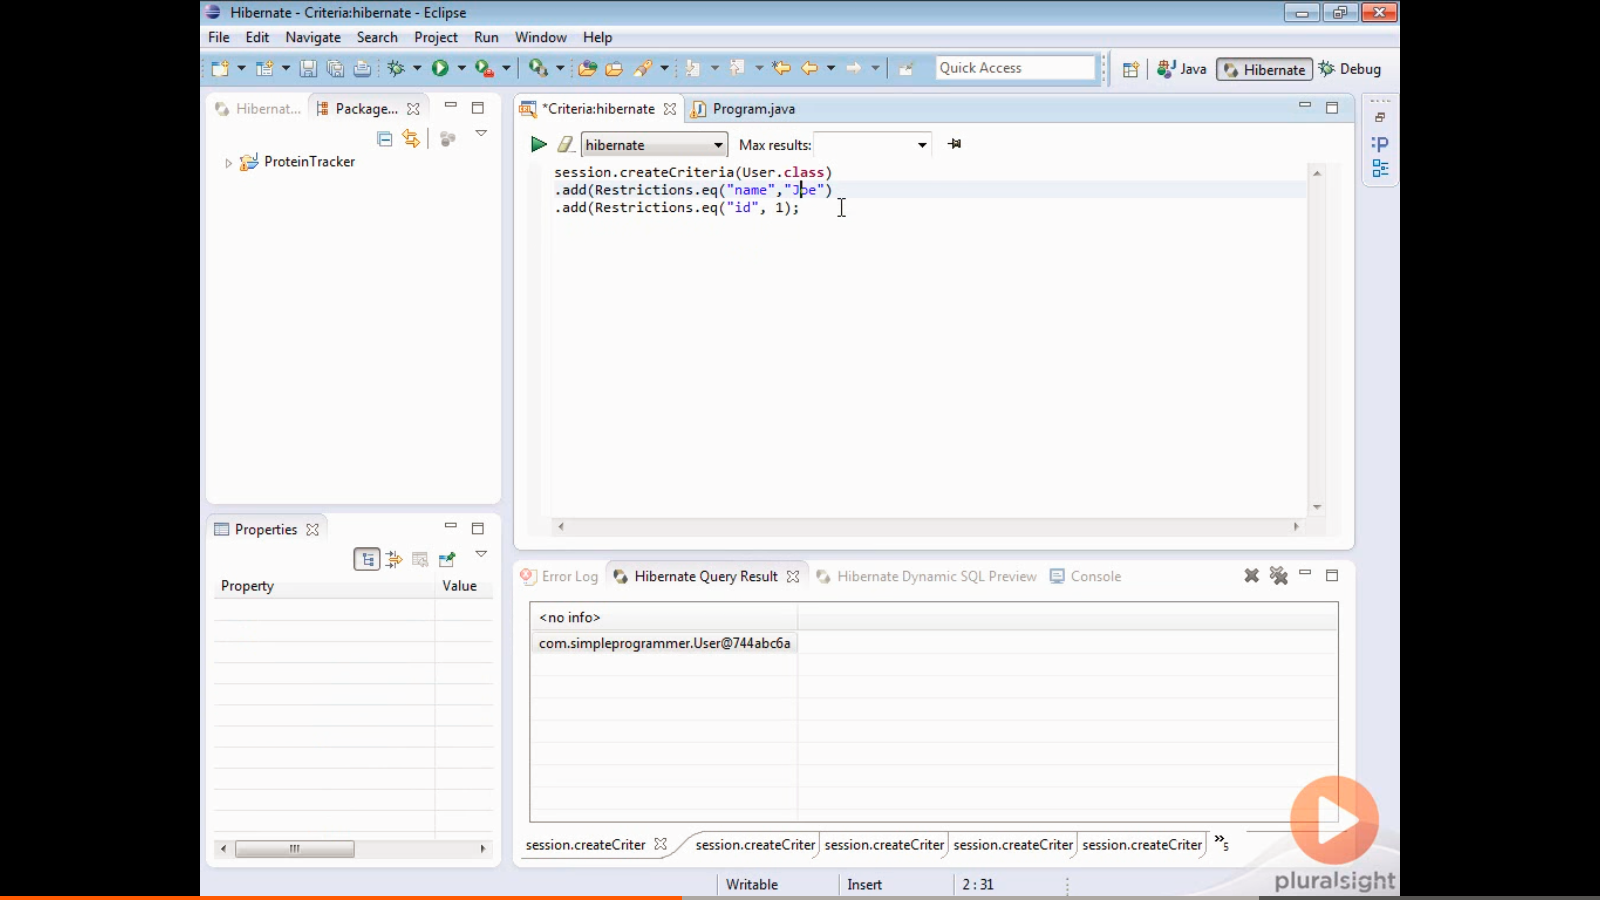 Hibernate - Criteria:hibernate - Eclipse
File Edit Navigate Search Project Run Window Help
Quick Access Java Hibernate Debug
Hibernat... Package... *Criteria:hibernate Program.java
hibernate Max results:
ProteinTracker
session.createCriteria(User.class)
.add(Restrictions.eq("name","Joe")
.add(Restrictions.eq("id", 1);
:P
Properties
Property Value
Error Log Hibernate Query Result Hibernate Dynamic SQL Preview Console
<no info>
com.simpleprogrammer.User@744abc6a
session.createCriter session.createCriter session.createCriter session.createCriter session.createCriter »5
Writable Insert 2 : 31
pluralsight